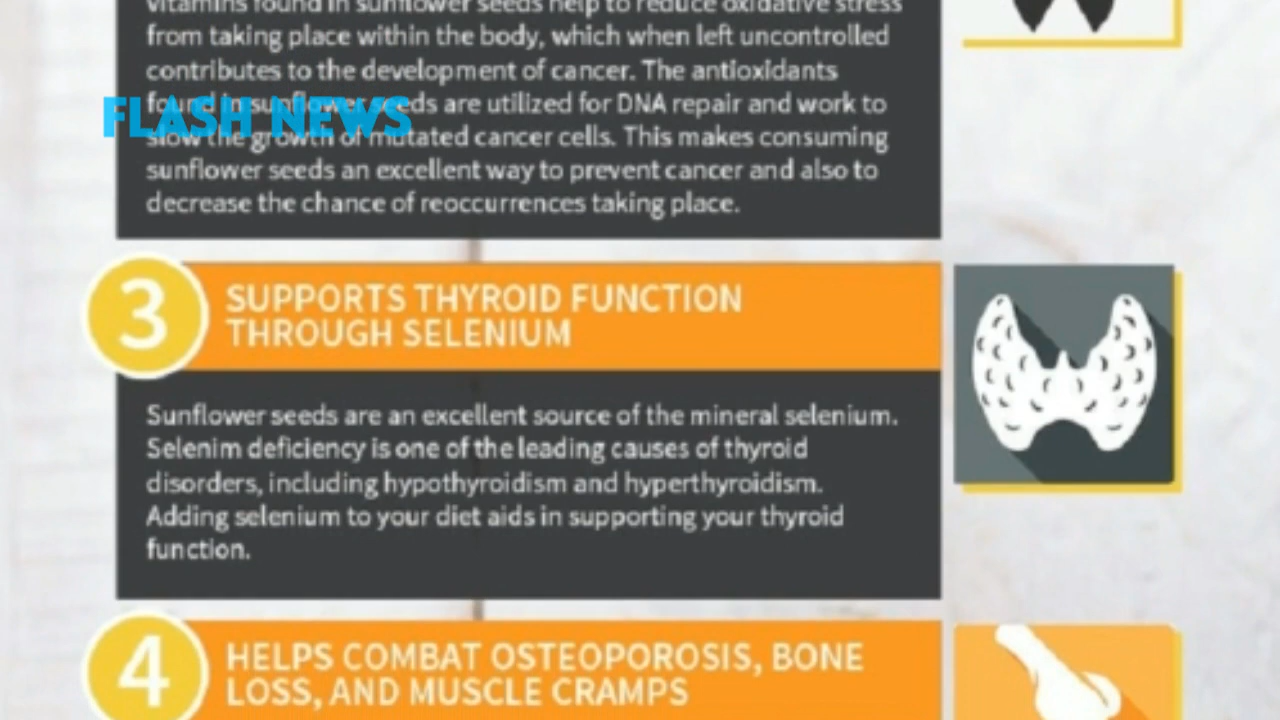 vitamins found in sunflower seeds help to reduce oxidative stress
from taking place within the body, which when left uncontrolled
contributes to the development of cancer. The antioxidants
found in sunflower seeds are utilized for DNA repair and work to
FLASH NEWS
slow the growth of mutated cancer cells. This makes consuming
sunflower seeds an excellent way to prevent cancer and also to
decrease the chance of reoccurrences taking place.
3
SUPPORTS THYROID FUNCTION
THROUGH SELENIUM
Sunflower seeds are an excellent source of the mineral selenium.
Selenim deficiency is one of the leading causes of thyroid
disorders, including hypothyroidism and hyperthyroidism.
Adding selenium to your diet aids in supporting your thyroid
function.
4
HELPS COMBAT OSTEOPOROSIS, BONE
LOSS, AND MUSCLE CRAMPS